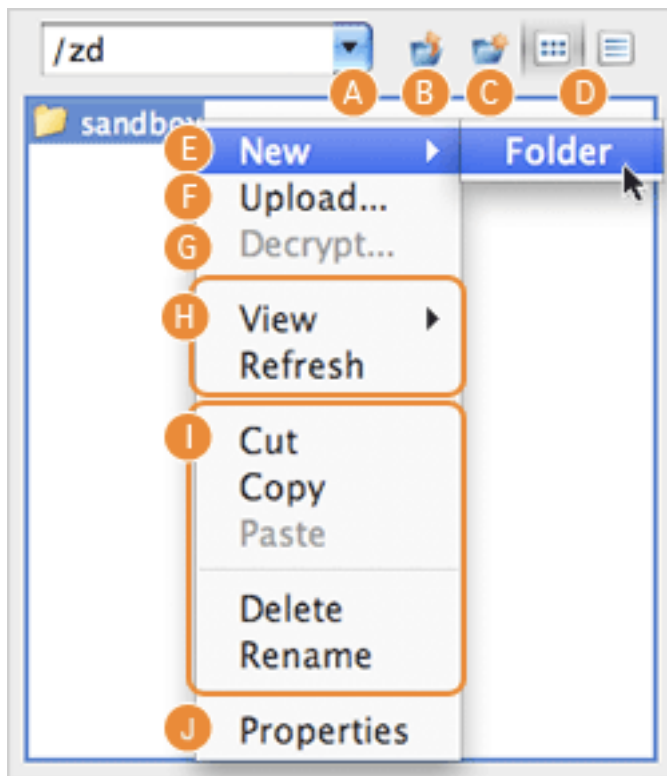 /zd
A B C D
sandbox
E New Folder
F Upload...
G Decrypt...
H View
Refresh
I Cut
Copy
Paste
Delete
Rename
J Properties